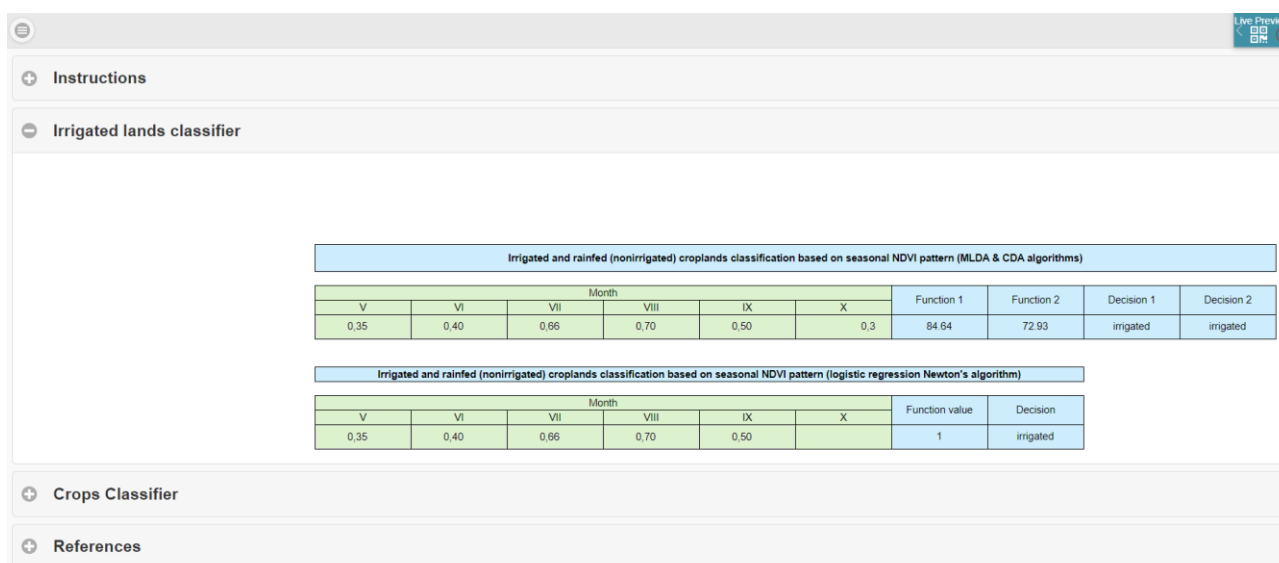 Live Previ
Instructions
Irrigated lands classifier
Irrigated and rainfed (nonirrigated) croplands classification based on seasonal NDVI pattern (MLDA & CDA algorithms)
Month Function 1 Function 2 Decision 1 Decision 2
V VI VII VIII IX X
0,35 0,40 0,66 0,70 0,50 0,3 84.64 72.93 irrigated irrigated
Irrigated and rainfed (nonirrigated) croplands classification based on seasonal NDVI pattern (logistic regression Newton's algorithm)
Month Function value Decision
V VI VII VIII IX X
0,35 0,40 0,66 0,70 0,50 1 irrigated
Crops Classifier
References